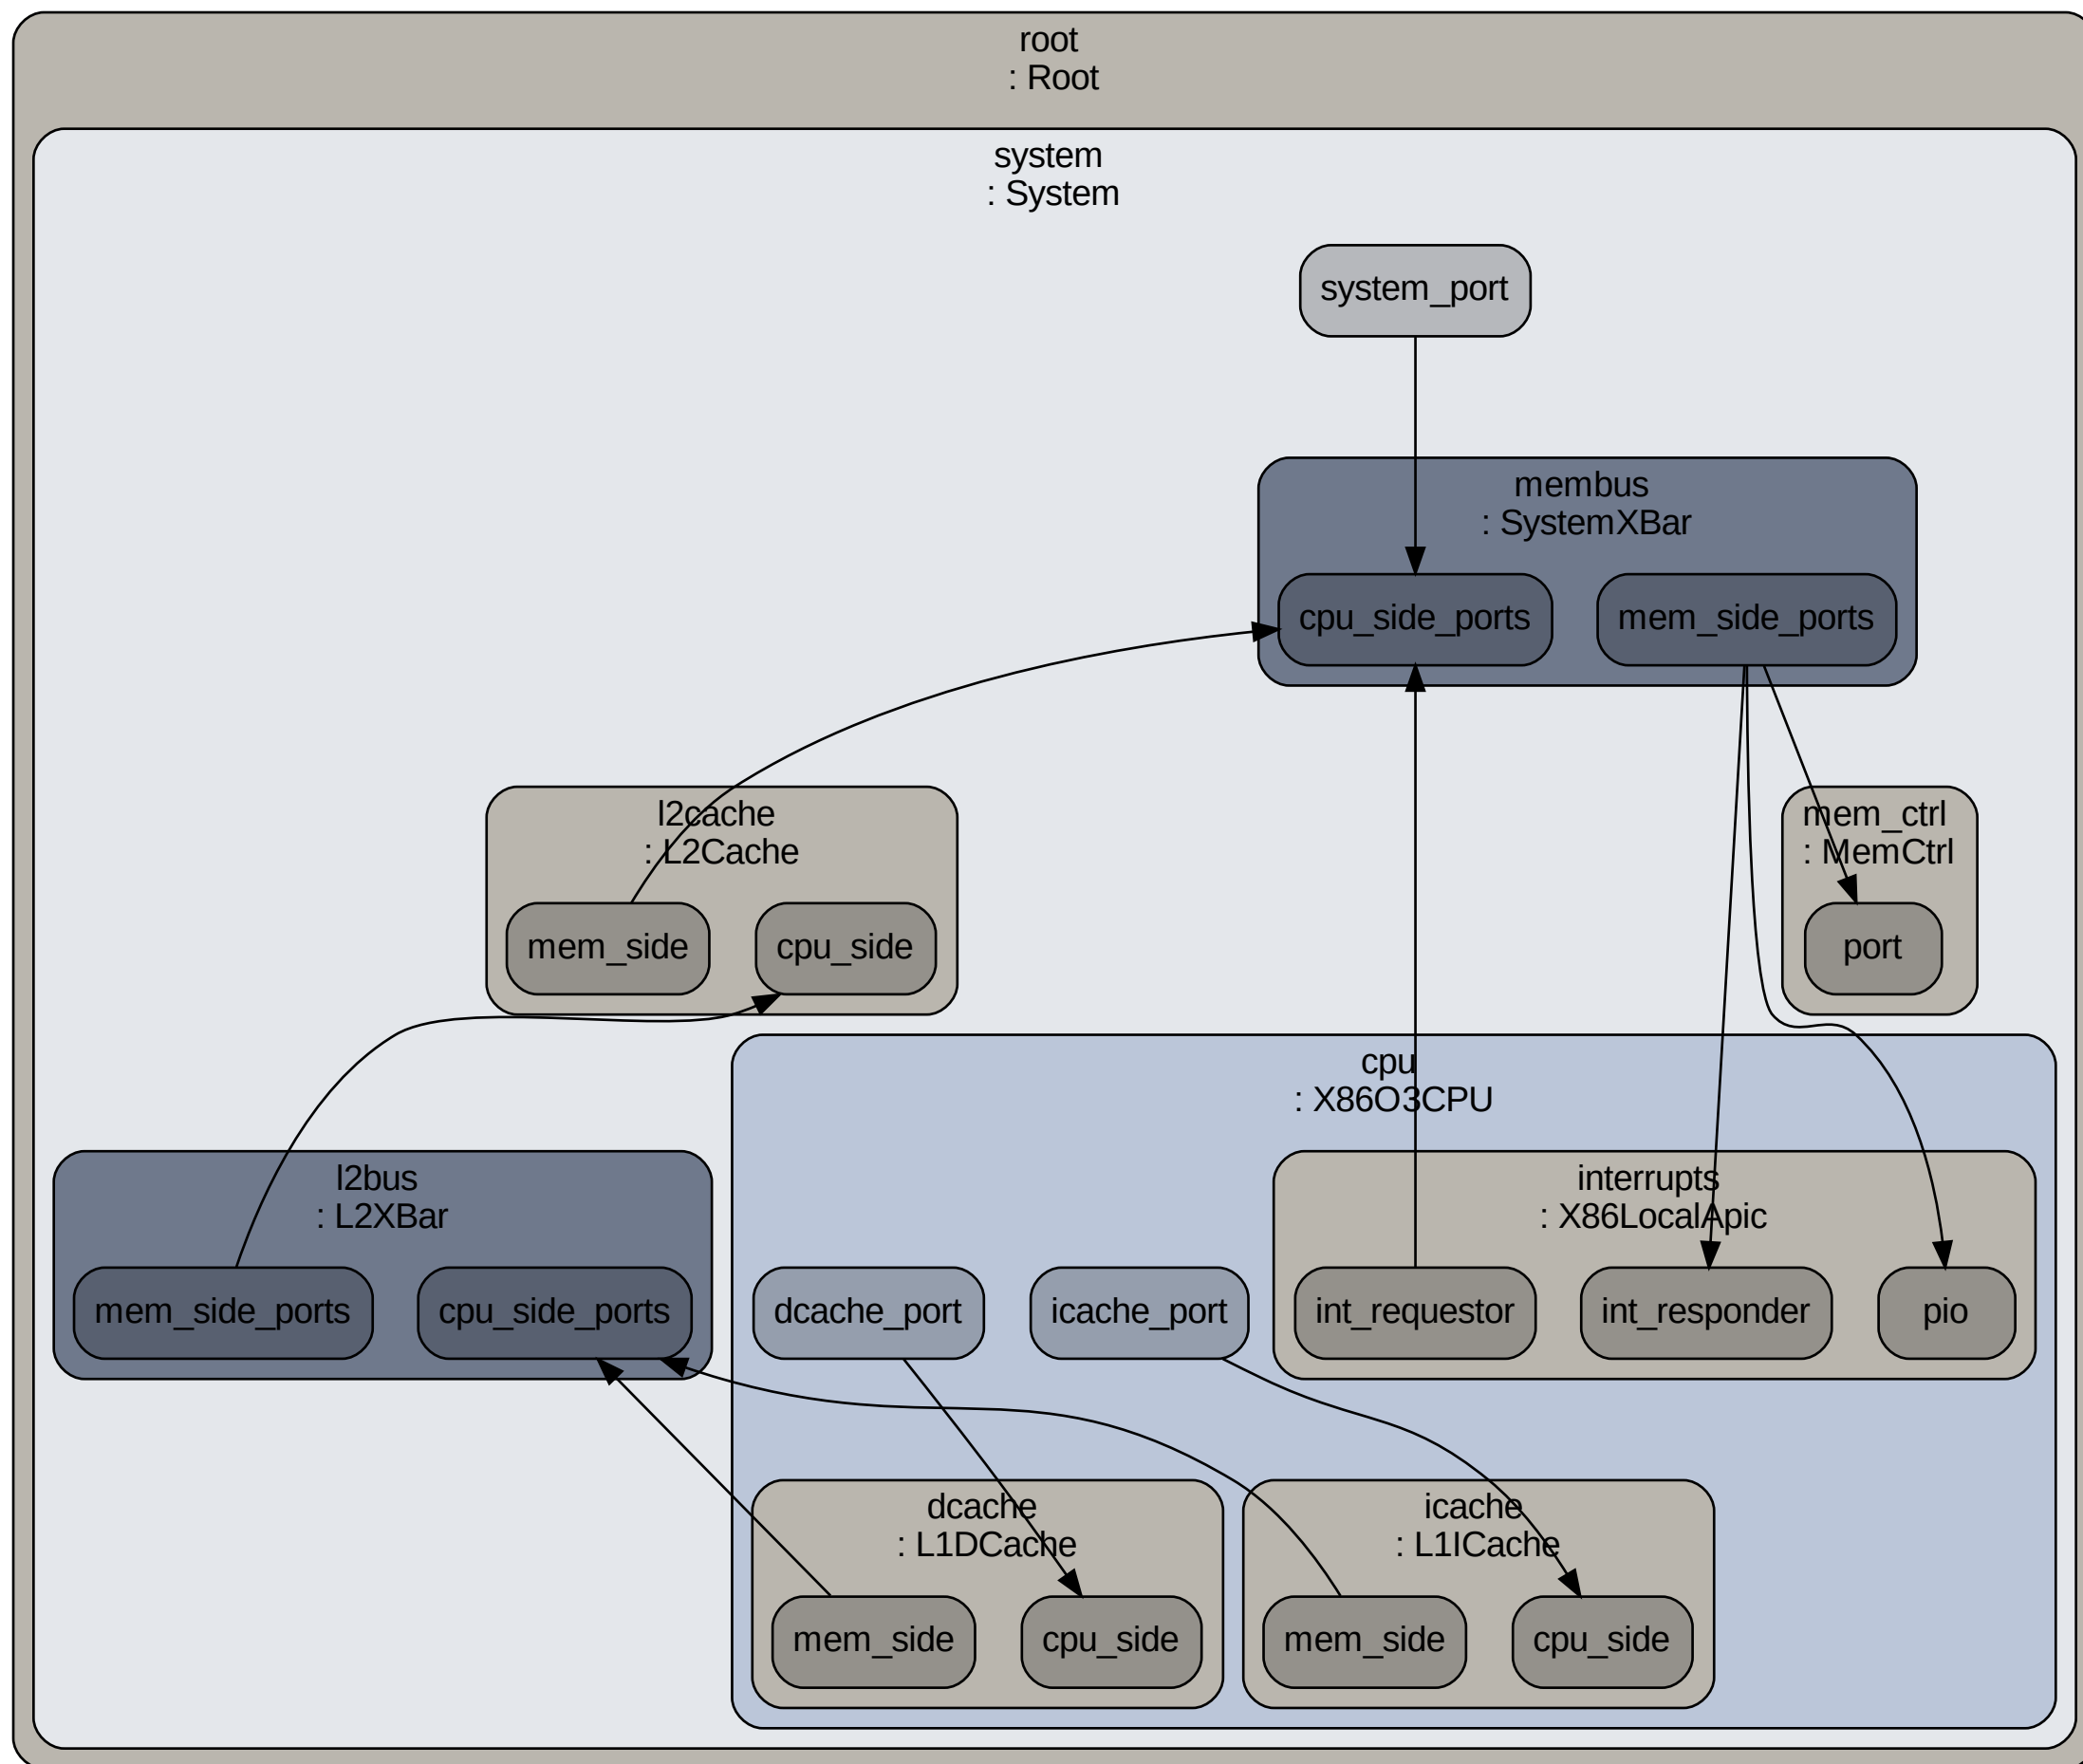 root
: Root
system
: System
system_port
membus
: SystemXBar
cpu_side_ports
mem_side_ports
l2cache
: L2Cache
mem_side
cpu_side
mem_ctrl
: MemCtrl
port
cpu
: X86O3CPU
l2bus
: L2XBar
mem_side_ports
cpu_side_ports
interrupts
: X86LocalApic
dcache_port
icache_port
int_requestor
int_responder
pio
dcache
: L1DCache
mem_side
cpu_side
icache
: L1ICache
mem_side
cpu_side